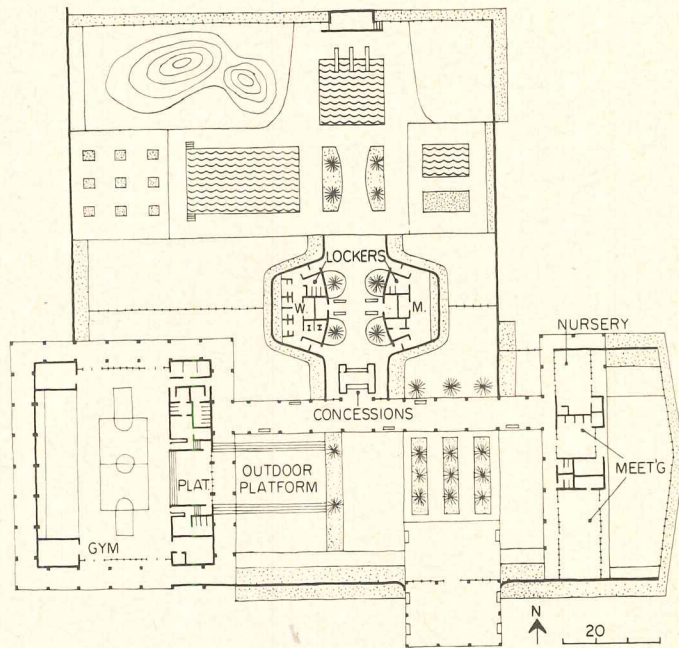 LOCKERS
W.
M.
NURSERY
CONCESSIONS
MEET'G
PLAT.
OUTDOOR
PLATFORM
GYM
N
20